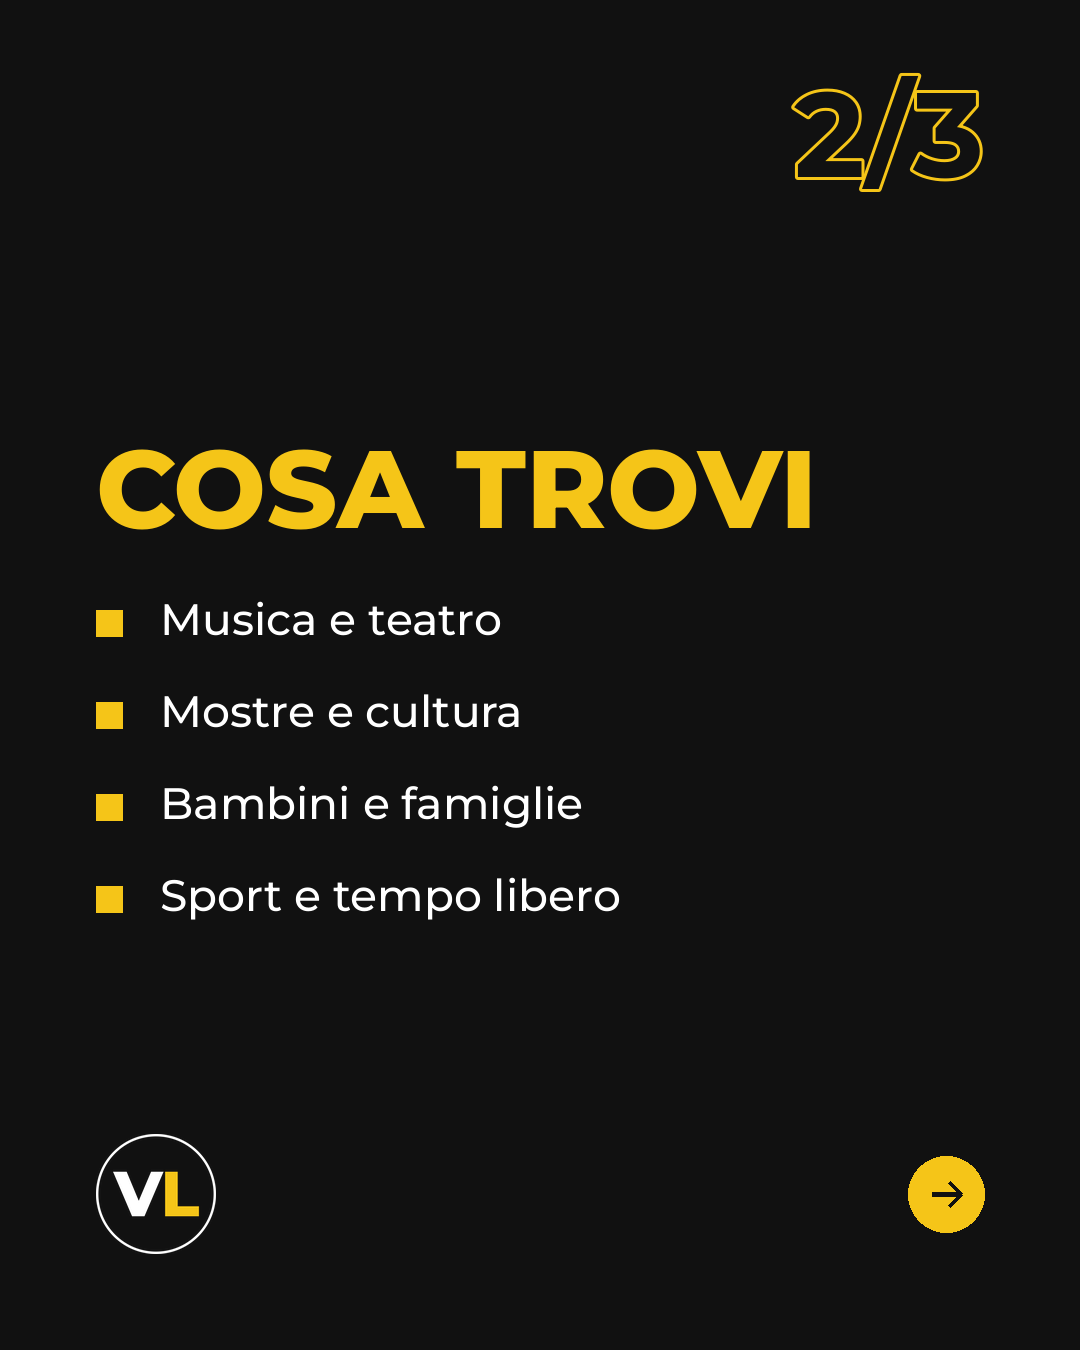 2/3
COSA TROVI
Musica e teatro
Mostre e cultura
Bambini e famiglie
Sport e tempo libero
VL